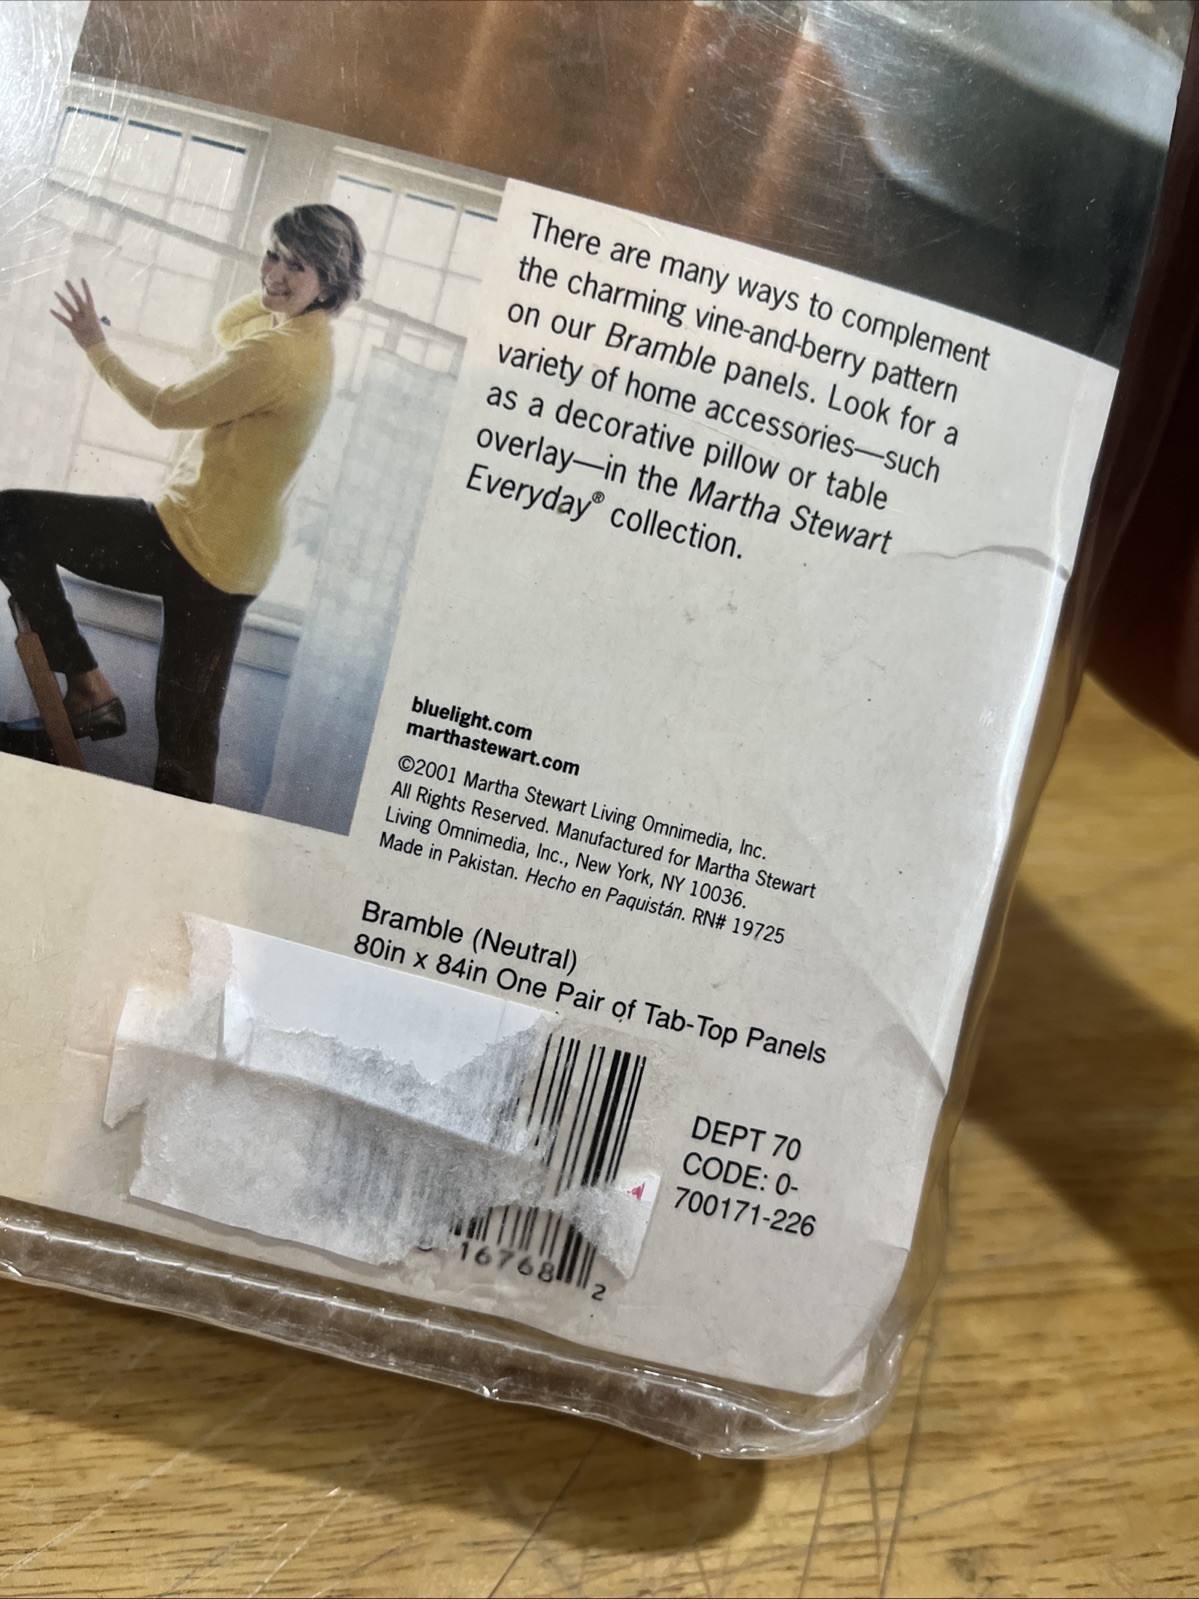 There are many ways to complement
the charming vine-and-berry pattern
on our Bramble panels. Look for a
variety of home accessories—such
as a decorative pillow or table
overlay—in the Martha Stewart
Everyday® collection.
bluelight.com
marthastewart.com
©2001 Martha Stewart Living Omnimedia, Inc.
All Rights Reserved. Manufactured for Martha Stewart
Living Omnimedia, Inc., New York, NY 10036.
Made in Pakistan. Hecho en Paquistán. RN# 19725
Bramble (Neutral)
80in x 84in One Pair of Tab-Top Panels
DEPT 70
CODE: 0-
700171-226
16768
2